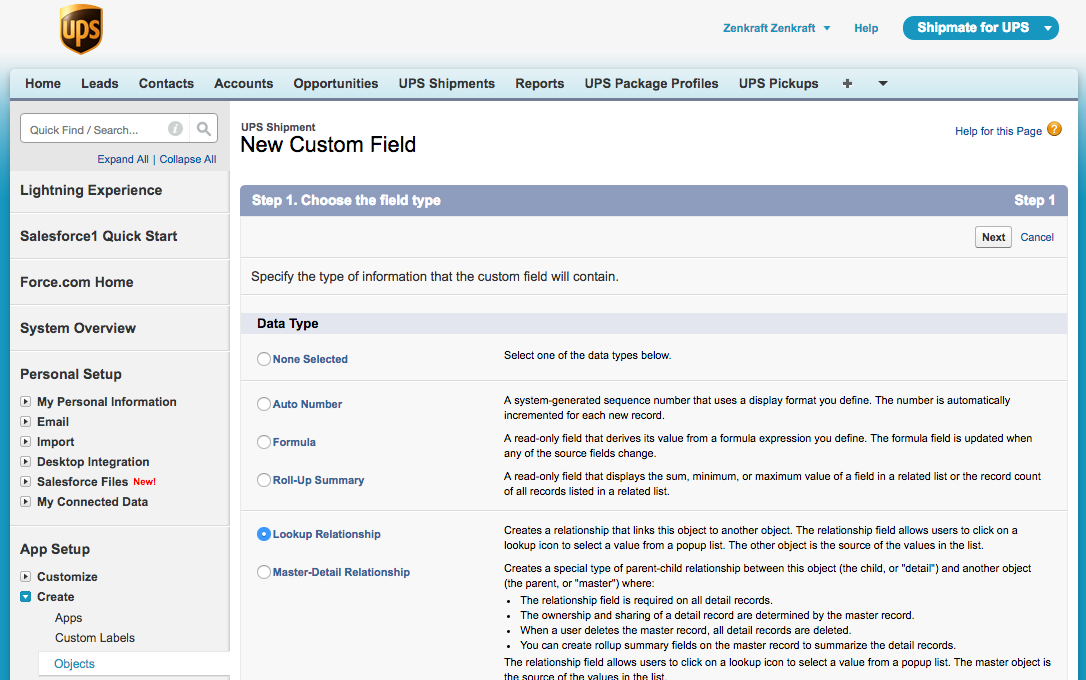 ups
Zenkraft Zenkraft
Help
Shipmate for UPS
Home
Leads
Contacts
Accounts
Opportunities
UPS Shipments
Reports
UPS Package Profiles
UPS Pickups
Quick Find / Search...
Expand All | Collapse All
Lightning Experience
Salesforce1 Quick Start
Force.com Home
System Overview
Personal Setup
My Personal Information
Email
Import
Desktop Integration
Salesforce Files New!
My Connected Data
App Setup
Customize
Create
Apps
Custom Labels
Objects
UPS Shipment
New Custom Field
Help for this Page
Step 1. Choose the field type
Step 1
Next
Cancel
Specify the type of information that the custom field will contain.
Data Type
None Selected
Select one of the data types below.
Auto Number
A system-generated sequence number that uses a display format you define. The number is automatically
incremented for each new record.
Formula
A read-only field that derives its value from a formula expression you define. The formula field is updated when
any of the source fields change.
Roll-Up Summary
A read-only field that displays the sum, minimum, or maximum value of a field in a related list or the record count
of all records listed in a related list.
Lookup Relationship
Creates a relationship that links this object to another object. The relationship field allows users to click on a
lookup icon to select a value from a popup list. The other object is the source of the values in the list.
Master-Detail Relationship
Creates a special type of parent-child relationship between this object (the child, or "detail") and another object
(the parent, or "master") where:
• The relationship field is required on all detail records.
• The ownership and sharing of a detail record are determined by the master record.
• When a user deletes the master record, all detail records are deleted.
• You can create rollup summary fields on the master record to summarize the detail records.
The relationship field allows users to click on a lookup icon to select a value from a popup list. The master object is
the source of the values in the list.